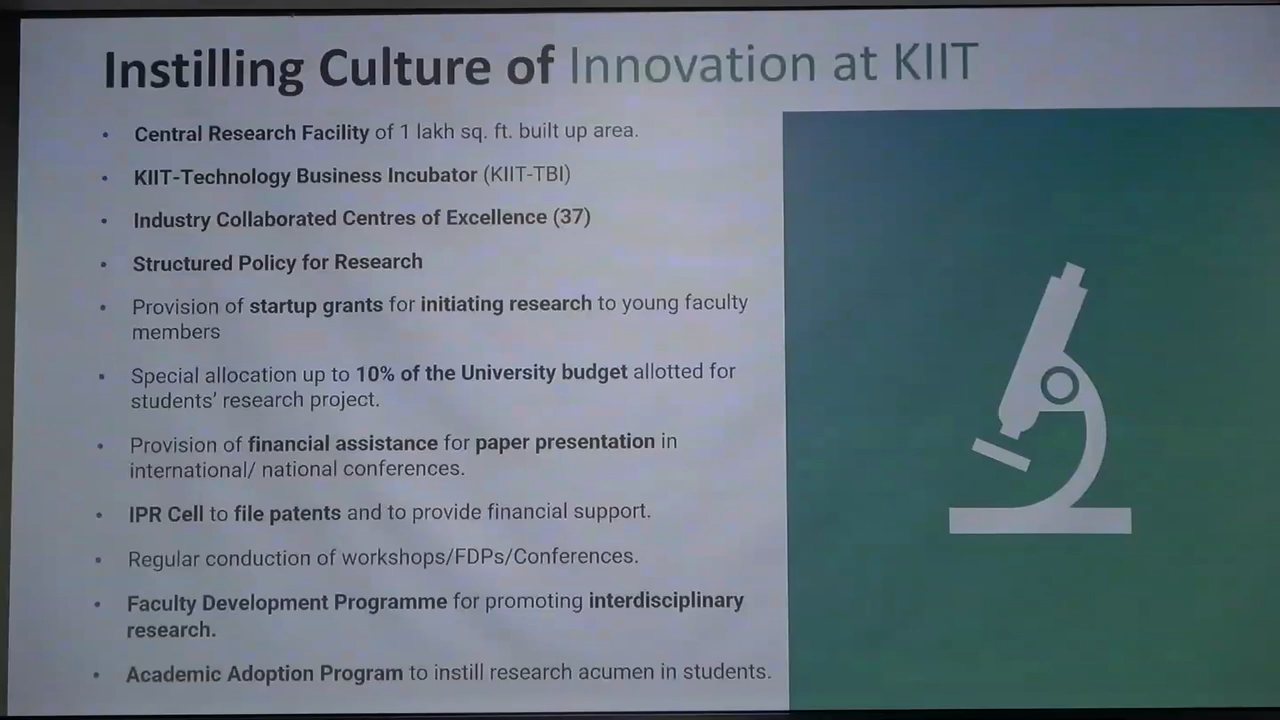 Instilling Culture of Innovation at KIIT
• Central Research Facility of 1 lakh sq. ft. built up area.
• KIIT-Technology Business Incubator (KIIT-TBI)
• Industry Collaborated Centres of Excellence (37)
• Structured Policy for Research
• Provision of startup grants for initiating research to young faculty
members
• Special allocation up to 10% of the University budget allotted for
students' research project.
• Provision of financial assistance for paper presentation in
international/ national conferences.
• IPR Cell to file patents and to provide financial support.
• Regular conduction of workshops/FDPs/Conferences.
• Faculty Development Programme for promoting interdisciplinary
research.
• Academic Adoption Program to instill research acumen in students.